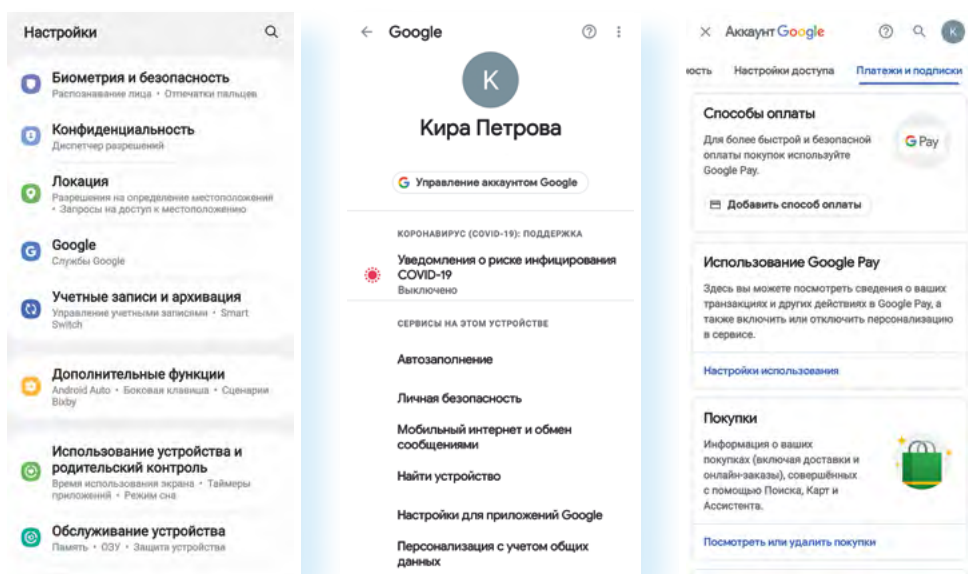 Настройки
Биометрия и безопасность
Распознавание лица • Отпечатки пальцев
Конфиденциальность
Диспетчер разрешений
Локация
Разрешения на определение местоположений
• Запросы на доступ к местоположению
Google
Службы Google
Учетные записи и архивация
Управление учетными записями • Smart
Switch
Дополнительные функции
Android Auto • Боковая клавиша • Сценарии
Bixby
Использование устройства и
родительский контроль
Время использования экрана • Таймеры
приложений • Режим сна
Обслуживание устройства
Память • ОЗУ • Защита устройства
Google
К
Кира Петрова
G Управление аккаунтом Google
КОРОНАВИРУС (COVID-19): ПОДДЕРЖКА
Уведомления о риске инфицирования
COVID-19
Выключено
СЕРВИСЫ НА ЭТОМ УСТРОЙСТВЕ
Автозаполнение
Личная безопасность
Мобильный интернет и обмен
сообщениями
Найти устройство
Настройки для приложений Google
Персонализация с учетом общих
данных
Аккаунт Google
К
ность Настройки доступа Платежи и подписки
Способы оплаты
Для более быстрой и безопасной
оплаты покупок используйте
Google Pay.
G Pay
Добавить способ оплаты
Использование Google Pay
Здесь вы можете посмотреть сведения о ваших
транзакциях и других действиях в Google Pay, а
также включить или отключить персонализацию
в сервисе.
Настройки использования
Покупки
Информация о ваших
покупках (включая доставки и
онлайн-заказы), совершённых
с помощью Поиска, Карт и
Ассистента.
Посмотреть или удалить покупки